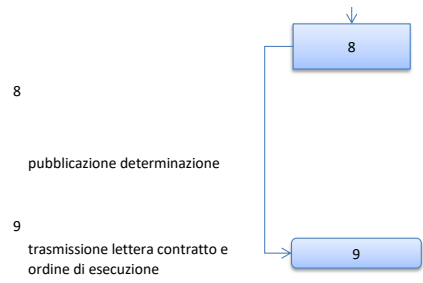 8
8
pubblicazione determinazione
9
trasmissione lettera contratto e
ordine di esecuzione
9